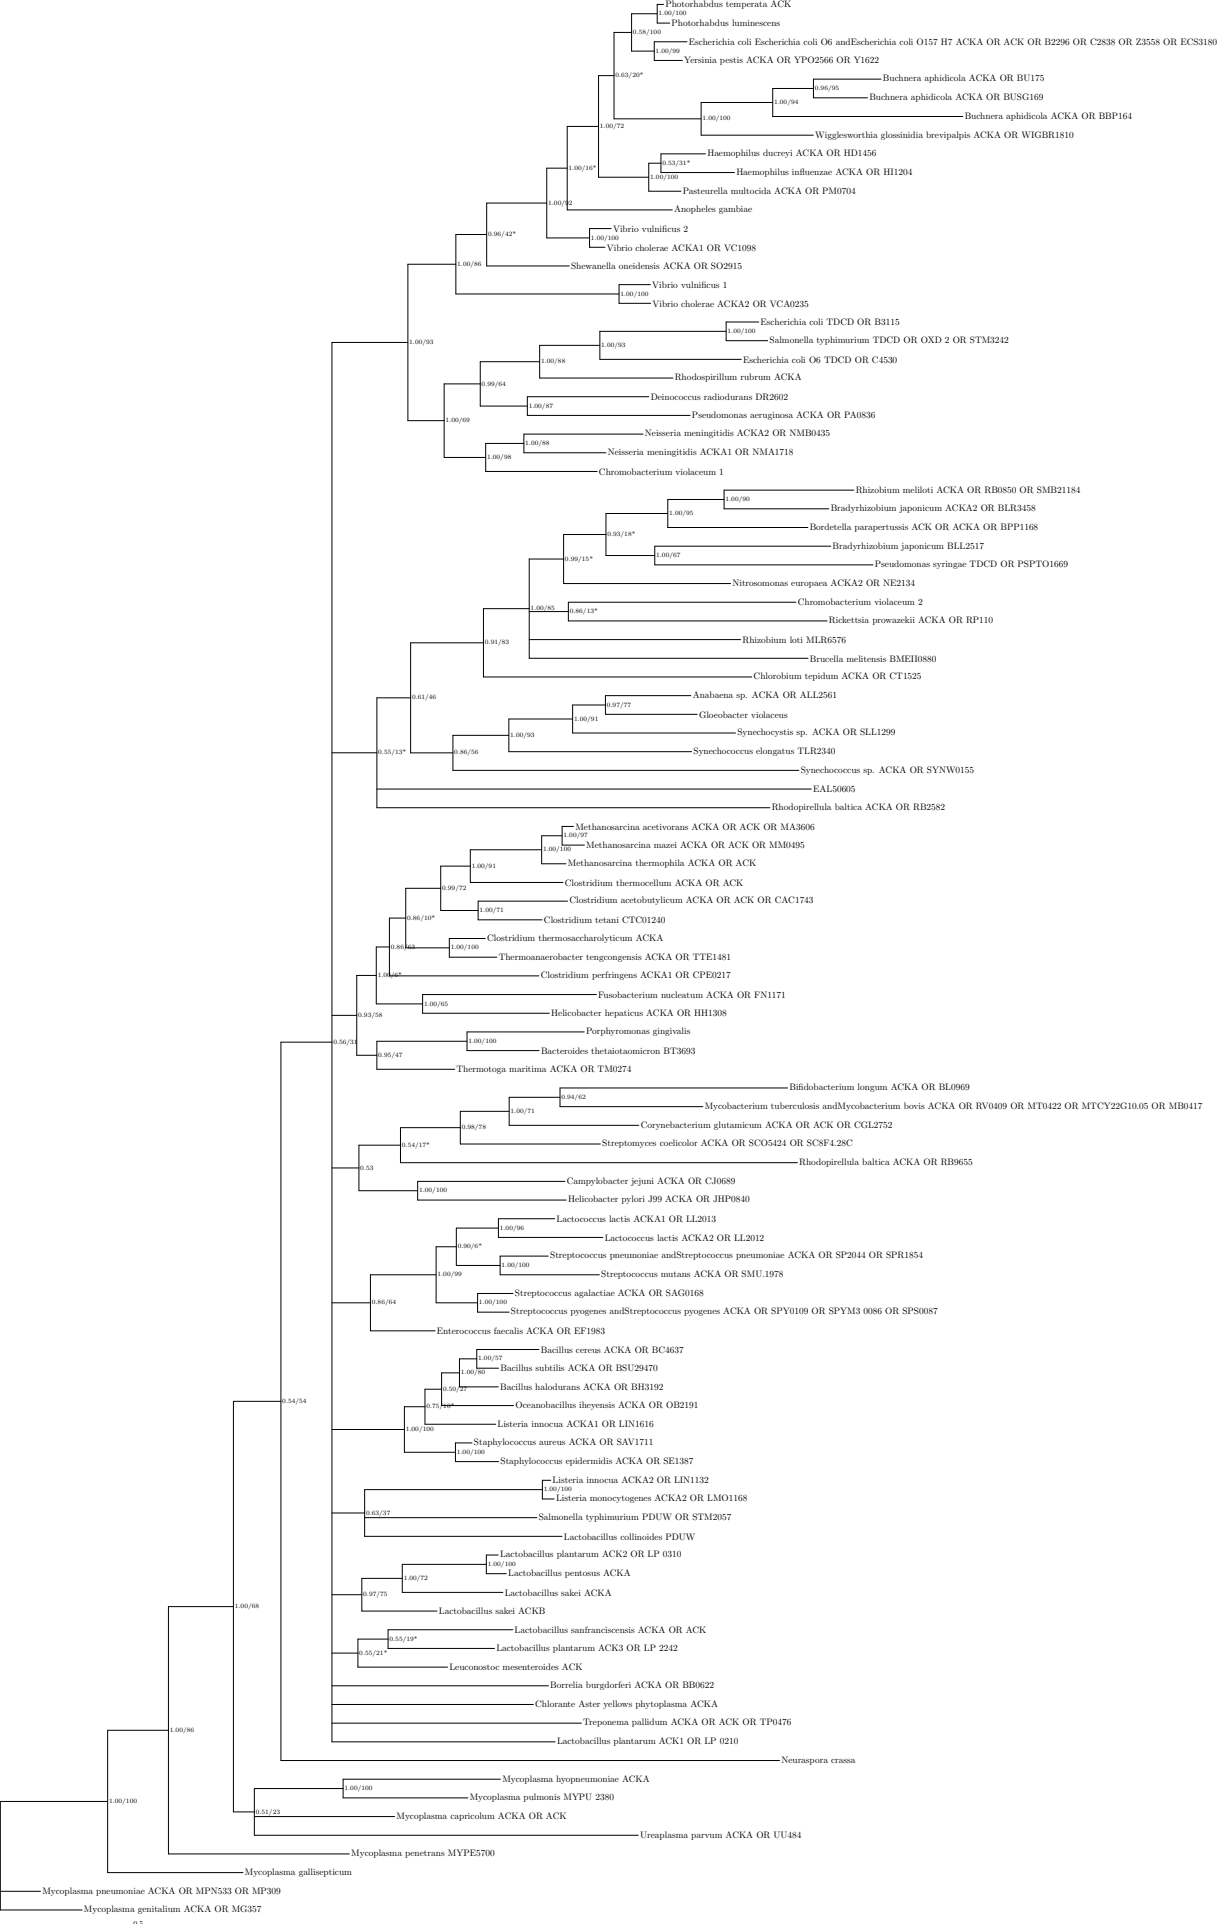 Photorhabdus temperata ACK
1.00/100
Photorhabdus luminescens
0.58/100
Escherichia coli Escherichia coli O6 andEscherichia coli O157 H7 ACKA OR ACK OR B2296 OR C2838 OR Z3558 OR ECS3180
1.00/99
Yersinia pestis ACKA OR YPO2566 OR Y1622
0.63/20*
Buchnera aphidicola ACKA OR BU175
0.96/95
Buchnera aphidicola ACKA OR BUSG169
1.00/94
Buchnera aphidicola ACKA OR BBP164
1.00/100
1.00/72
Wigglesworthia glossinidia brevipalpis ACKA OR WIGBR1810
Haemophilus ducreyi ACKA OR HD1456
0.53/31*
1.00/16*
Haemophilus influenzae ACKA OR HI1204
1.00/100
Pasteurella multocida ACKA OR PM0704
1.00/92
Anopheles gambiae
Vibrio vulnificus 2
0.96/42*
1.00/100
Vibrio cholerae ACKA1 OR VC1098
1.00/86
Shewanella oneidensis ACKA OR SO2915
Vibrio vulnificus 1
1.00/100
Vibrio cholerae ACKA2 OR VCA0235
Escherichia coli TDCD OR B3115
1.00/100
Salmonella typhimurium TDCD OR OXD 2 OR STM3242
1.00/93
1.00/93
Escherichia coli O6 TDCD OR C4530
1.00/88
Rhodospirillum rubrum ACKA
0.99/64
Deinococcus radiodurans DR2602
1.00/87
Pseudomonas aeruginosa ACKA OR PA0836
1.00/69
Neisseria meningitidis ACKA2 OR NMB0435
1.00/88
Neisseria meningitidis ACKA1 OR NMA1718
1.00/98
Chromobacterium violaceum 1
Rhizobium meliloti ACKA OR RB0850 OR SMB21184
1.00/90
Bradyrhizobium japonicum ACKA2 OR BLR3458
1.00/95
Bordetella parapertussis ACK OR ACKA OR BPP1168
0.93/18*
Bradyrhizobium japonicum BLL2517
1.00/67
0.99/15*
Pseudomonas syringae TDCD OR PSPTO1669
Nitrosomonas europaea ACKA2 OR NE2134
Chromobacterium violaceum 2
1.00/85
0.86/13*
Rickettsia prowazekii ACKA OR RP110
Rhizobium loti MLR6576
0.91/83
Brucella melitensis BMEII0880
Chlorobium tepidum ACKA OR CT1525
0.61/46
Anabaena sp. ACKA OR ALL2561
0.97/77
Gloeobacter violaceus
1.00/91
Synechocystis sp. ACKA OR SLL1299
1.00/93
Synechococcus elongatus TLR2340
0.55/13*
0.86/56
Synechococcus sp. ACKA OR SYNW0155
EAL50605
Rhodopirellula baltica ACKA OR RB2582
Methanosarcina acetivorans ACKA OR ACK OR MA3606
1.00/97
Methanosarcina mazei ACKA OR ACK OR MM0495
1.00/100
Methanosarcina thermophila ACKA OR ACK
1.00/91
Clostridium thermocellum ACKA OR ACK
0.99/72
Clostridium acetobutylicum ACKA OR ACK OR CAC1743
1.00/71
0.86/10*
Clostridium tetani CTC01240
Clostridium thermosaccharolyticum ACKA
0.86/63
1.00/100
Thermoanaerobacter tengcongensis ACKA OR TTE1481
1.00/6*
Clostridium perfringens ACKA1 OR CPE0217
Fusobacterium nucleatum ACKA OR FN1171
1.00/65
Helicobacter hepaticus ACKA OR HH1308
0.93/58
Porphyromonas gingivalis
0.56/31
1.00/100
Bacteroides thetaiotaomicron BT3693
0.95/47
Thermotoga maritima ACKA OR TM0274
Bifidobacterium longum ACKA OR BL0969
0.94/62
Mycobacterium tuberculosis andMycobacterium bovis ACKA OR RV0409 OR MT0422 OR MTCY22G10.05 OR MB0417
1.00/71
Corynebacterium glutamicum ACKA OR ACK OR CGL2752
0.98/78
Streptomyces coelicolor ACKA OR SCO5424 OR SC8F4.28C
0.54/17*
Rhodopirellula baltica ACKA OR RB9655
0.53
Campylobacter jejuni ACKA OR CJ0689
1.00/100
Helicobacter pylori J99 ACKA OR JHP0840
Lactococcus lactis ACKA1 OR LL2013
1.00/96
Lactococcus lactis ACKA2 OR LL2012
0.90/6*
Streptococcus pneumoniae andStreptococcus pneumoniae ACKA OR SP2044 OR SPR1854
1.00/100
Streptococcus mutans ACKA OR SMU.1978
1.00/99
Streptococcus agalactiae ACKA OR SAG0168
1.00/100
0.86/64
Streptococcus pyogenes andStreptococcus pyogenes ACKA OR SPY0109 OR SPYM3 0086 OR SPS0087
Enterococcus faecalis ACKA OR EF1983
Bacillus cereus ACKA OR BC4637
1.00/57
Bacillus subtilis ACKA OR BSU29470
1.00/80
Bacillus halodurans ACKA OR BH3192
0.50/27
0.54/54
Oceanobacillus iheyensis ACKA OR OB2191
Listeria innocua ACKA1 OR LIN1616
1.00/100
Staphylococcus aureus ACKA OR SAV1711
1.00/100
Staphylococcus epidermidis ACKA OR SE1387
Listeria innocua ACKA2 OR LIN1132
1.00/100
Listeria monocytogenes ACKA2 OR LMO1168
0.63/37
Salmonella typhimurium PDUW OR STM2057
Lactobacillus collinoides PDUW
Lactobacillus plantarum ACK2 OR LP 0310
1.00/100
Lactobacillus pentosus ACKA
1.00/72
Lactobacillus sakei ACKA
0.97/75
1.00/68
Lactobacillus sakei ACKB
Lactobacillus sanfranciscensis ACKA OR ACK
0.55/19*
Lactobacillus plantarum ACK3 OR LP 2242
0.55/21*
Leuconostoc mesenteroides ACK
Borrelia burgdorferi ACKA OR BB0622
Chlorante Aster yellows phytoplasma ACKA
Treponema pallidum ACKA OR ACK OR TP0476
1.00/86
Lactobacillus plantarum ACK1 OR LP 0210
Neuraspora crassa
Mycoplasma hyopneumoniae ACKA
1.00/100
Mycoplasma pulmonis MYPU 2380
1.00/100
0.51/23
Mycoplasma capricolum ACKA OR ACK
Ureaplasma parvum ACKA OR UU484
Mycoplasma penetrans MYPE5700
Mycoplasma gallisepticum
Mycoplasma pneumoniae ACKA OR MPN533 OR MP309
Mycoplasma genitalium ACKA OR MG357
0.5